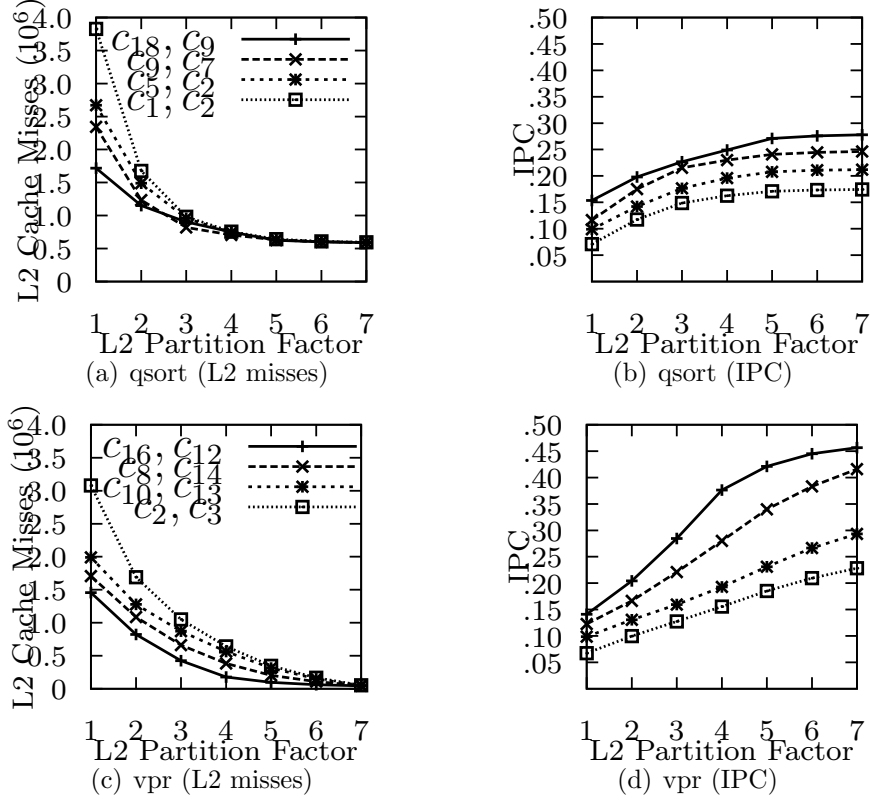 L2 Cache Misses (10^6)
4.0
3.5
3.0
2.5
2.0
1.5
1.0
0.5
0
c18, c9
c9, c7
c5, c2
c1, c2
1 2 3 4 5 6 7
L2 Partition Factor
(a) qsort (L2 misses)
IPC
.50
.45
.40
.35
.30
.25
.20
.15
.10
.05
1 2 3 4 5 6 7
L2 Partition Factor
(b) qsort (IPC)
L2 Cache Misses (10^6)
4.0
3.5
3.0
2.5
2.0
1.5
1.0
0.5
0
c16, c12
c8, c14
c10, c13
c2, c3
1 2 3 4 5 6 7
L2 Partition Factor
(c) vpr (L2 misses)
IPC
.50
.45
.40
.35
.30
.25
.20
.15
.10
.05
1 2 3 4 5 6 7
L2 Partition Factor
(d) vpr (IPC)